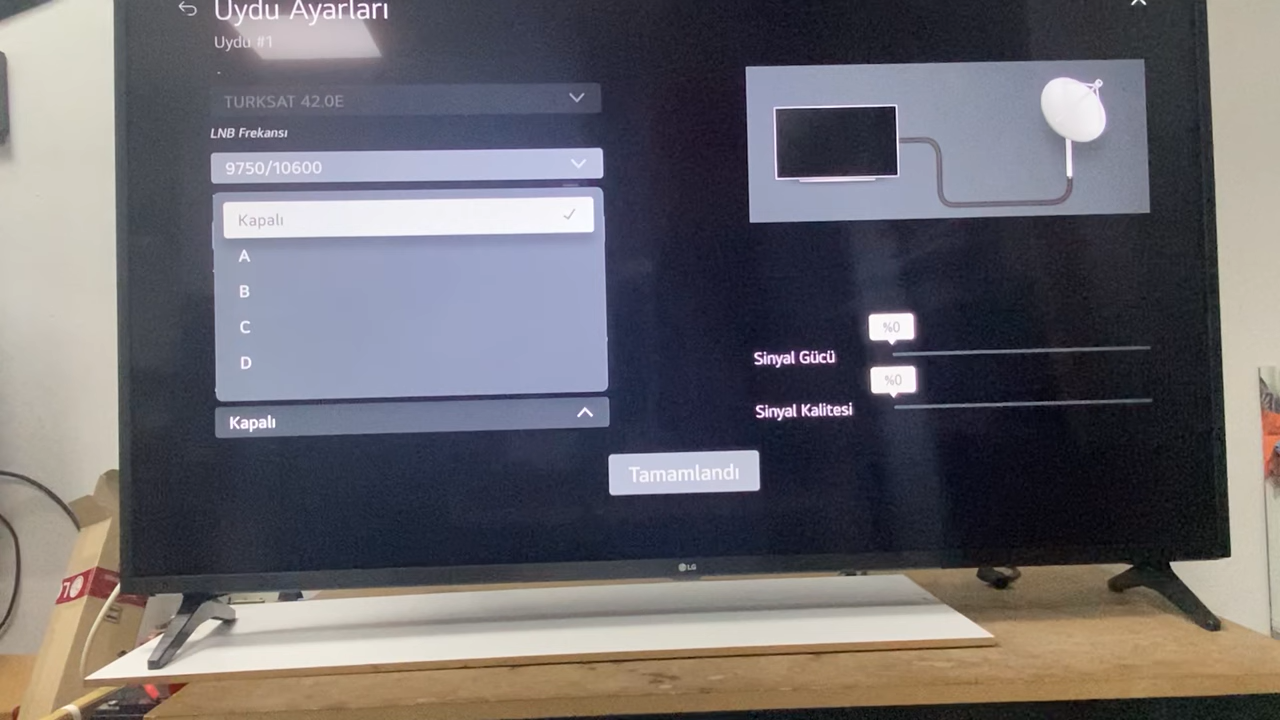 Uydu Ayarları
Uydu #1
-
TURKSAT 42.0E
LNB Frekansı
9750/10600
Kapalı
A
B
C
D
Kapalı
%0
Sinyal Gücü
%0
Sinyal Kalitesi
Tamamlandı
LG